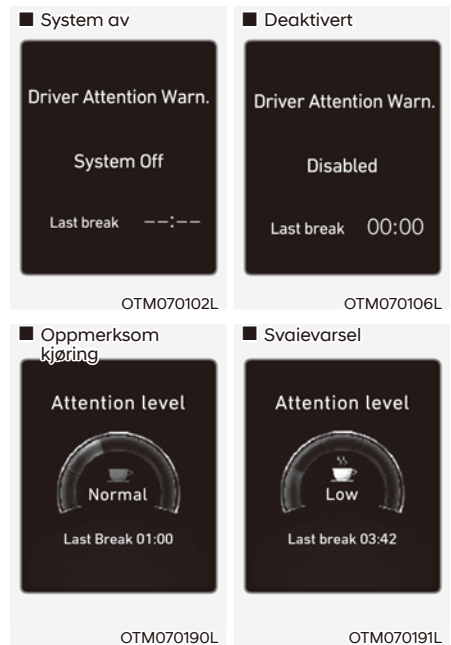 ■ System av
Driver Attention Warn.
System Off
Last break --:--
OTM070102L
■ Deaktivert
Driver Attention Warn.
Disabled
Last break 00:00
OTM070106L
■ Oppmerksom
kjøring
Attention level
Normal
Last Break 01:00
OTM070190L
■ Svaievarsel
Attention level
Low
Last break 03:42
OTM070191L